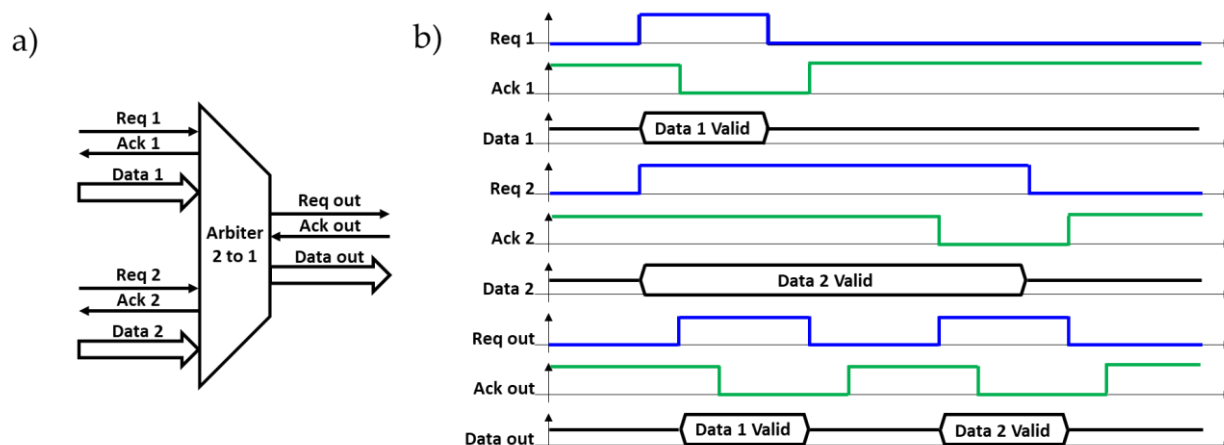 a)
Req 1
Ack 1
Data 1
Req 2
Ack 2
Data 2
Arbiter
2 to 1
Req out
Ack out
Data out
b)
Req 1
Ack 1
Data 1
Data 1 Valid
Req 2
Ack 2
Data 2
Data 2 Valid
Req out
Ack out
Data out
Data 1 Valid
Data 2 Valid